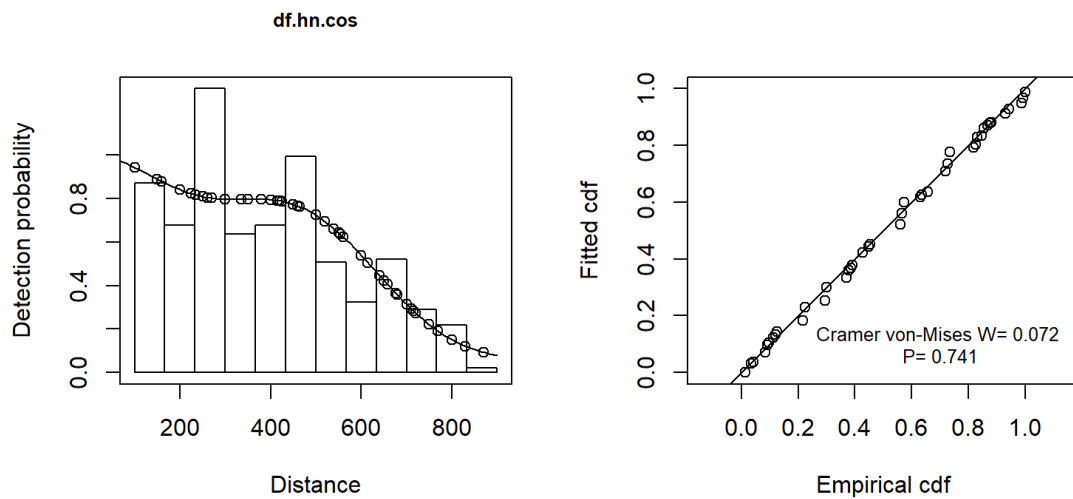 df.hn.cos
Detection probability
0.8
0.4
0.0
200 400 600 800
Distance
Fitted cdf
1.0
0.8
0.6
0.4
0.2
0.0
Cramer von-Mises W= 0.072
P= 0.741
0.0 0.2 0.4 0.6 0.8 1.0
Empirical cdf